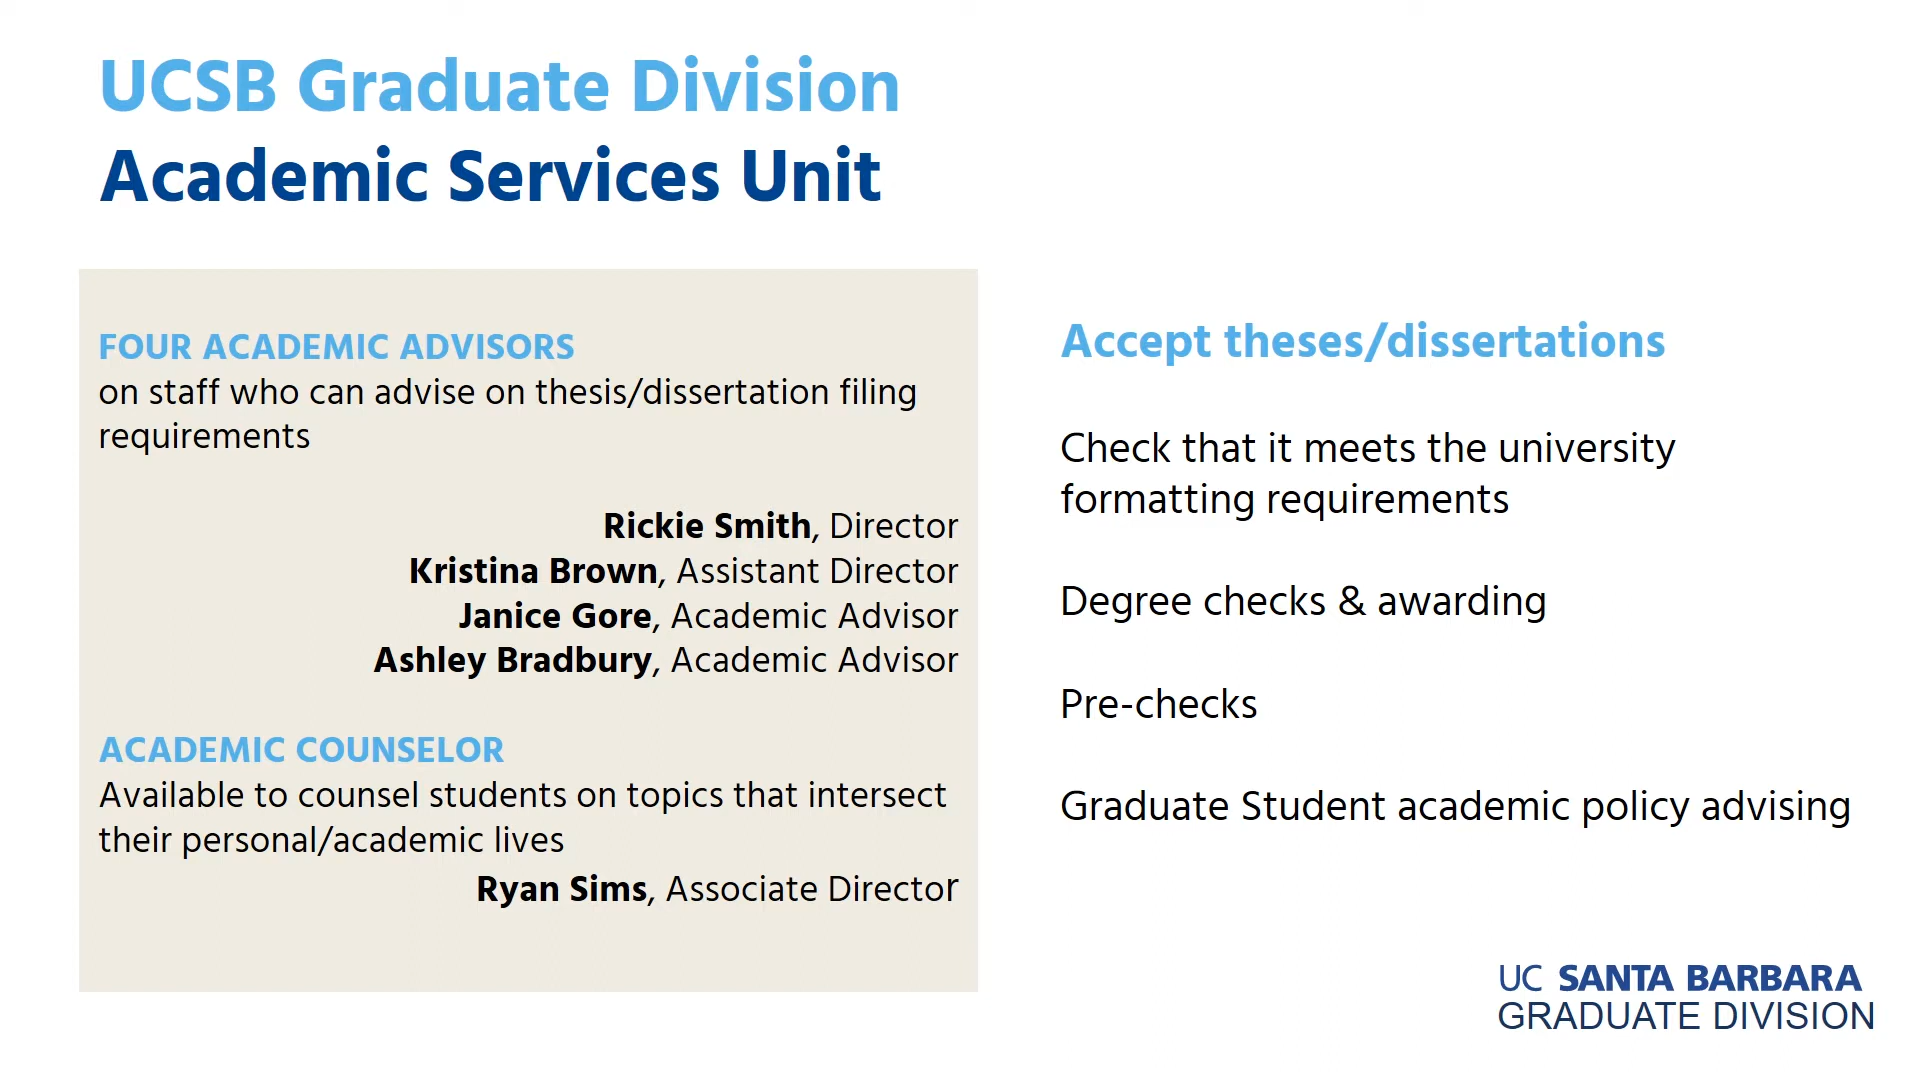 UCSB Graduate Division
Academic Services Unit
FOUR ACADEMIC ADVISORS
on staff who can advise on thesis/dissertation filing
requirements
Rickie Smith, Director
Kristina Brown, Assistant Director
Janice Gore, Academic Advisor
Ashley Bradbury, Academic Advisor
ACADEMIC COUNSELOR
Available to counsel students on topics that intersect
their personal/academic lives
Ryan Sims, Associate Director
Accept theses/dissertations
Check that it meets the university
formatting requirements
Degree checks & awarding
Pre-checks
Graduate Student academic policy advising
UC SANTA BARBARA
GRADUATE DIVISION